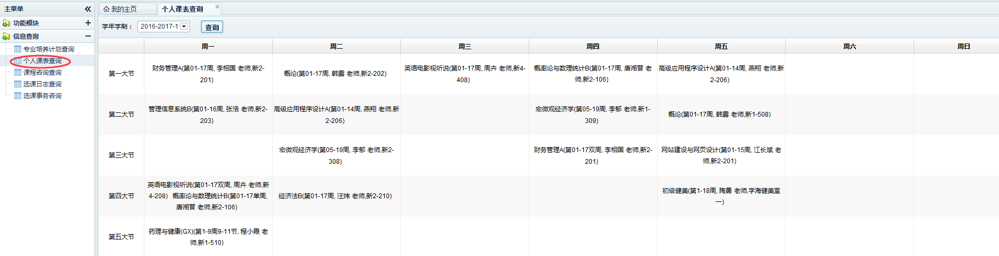 主菜单
功能模块
信息查询
专业培养计划查询
个人课表查询
课程咨询查询
选课日志查询
选课事务咨询
我的主页
个人课表查询
学年学期：
2016-2017-1
查询
周一
周二
周三
周四
周五
周六
周日
第一大节
财务管理A(第01-17周, 李相国 老师,新2-
201)
概论(第01-17周, 韩露 老师,新2-202)
英语电影视听说(第01-17周, 周卉 老师,新4-
408)
概率论与数理统计B(第01-17周, 唐湘晋 老
师,新2-106)
高级应用程序设计A(第01-14周, 燕翔 老师,新
2-206)
第二大节
管理信息系统B(第01-16周, 张浩 老师,新2-
203)
高级应用程序设计A(第01-14周, 燕翔 老师,新
2-206)
宏微观经济学(第05-19周, 李郁 老师,新1-
309)
概论(第01-17周, 韩露 老师,新1-508)
第三大节
宏微观经济学(第05-19周, 李郁 老师,新2-
308)
财务管理A(第01-17双周, 李相国 老师,新2-
201)
网站建设与网页设计(第01-15周, 江长斌 老
师,新2-201)
第四大节
英语电影视听说(第01-17双周, 周卉 老师,新
4-208) 概率论与数理统计B(第01-17单周,
唐湘晋 老师,新2-106)
经济法B(第01-17周, 汪炜 老师,新2-210)
初级健美(第1-18周, 陶勇 老师,学海健美室
一)
第五大节
药理与健康(GX)(第1-9周9-11节, 程小霞 老
师,新1-510)